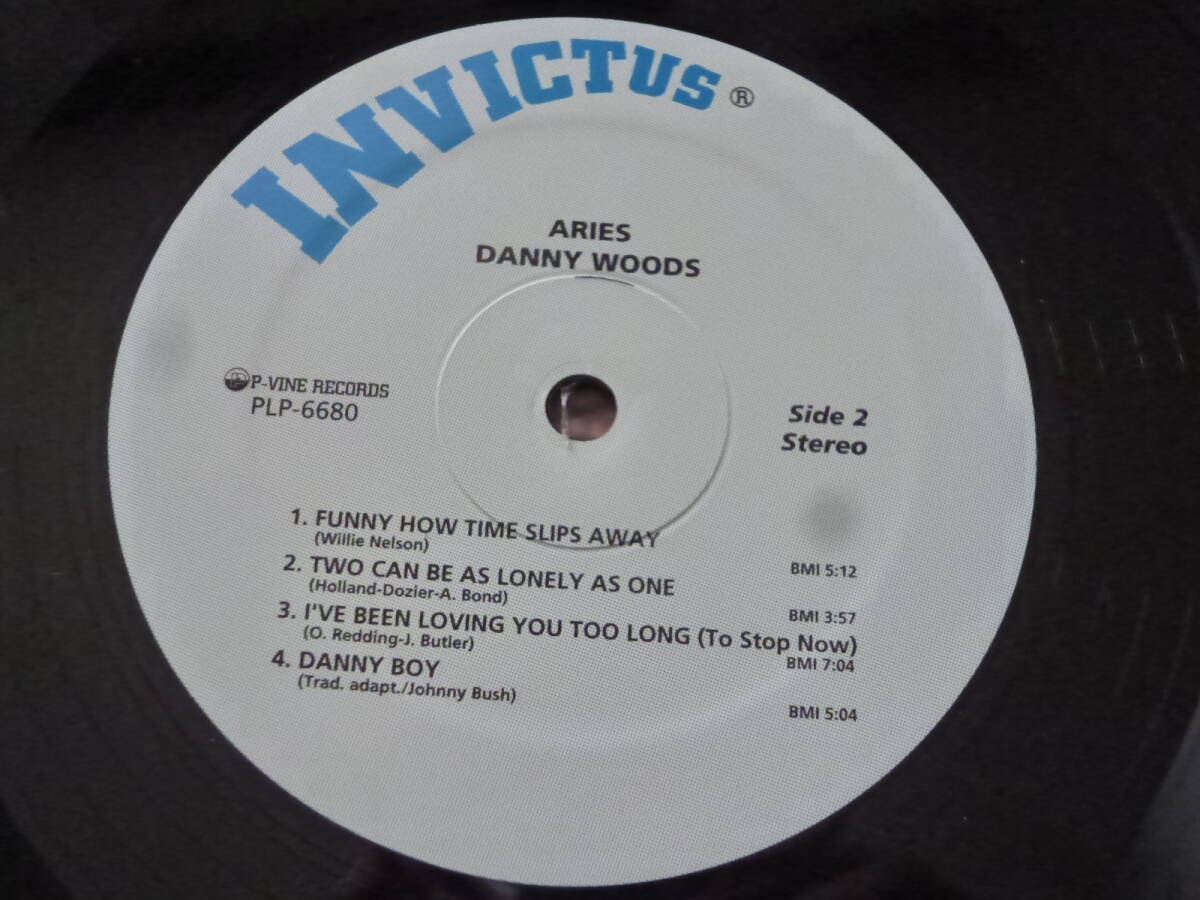 INVICTUS®
ARIES
DANNY WOODS
P-VINE RECORDS
PLP-6680
Side 2
Stereo
1. FUNNY HOW TIME SLIPS AWAY
(Willie Nelson)
BMI 5:12
2. TWO CAN BE AS LONELY AS ONE
(Holland-Dozier-A. Bond)
BMI 3:57
3. I'VE BEEN LOVING YOU TOO LONG (To Stop Now)
(O. Redding-J. Butler)
BMI 7:04
4. DANNY BOY
(Trad. adapt./Johnny Bush)
BMI 5:04